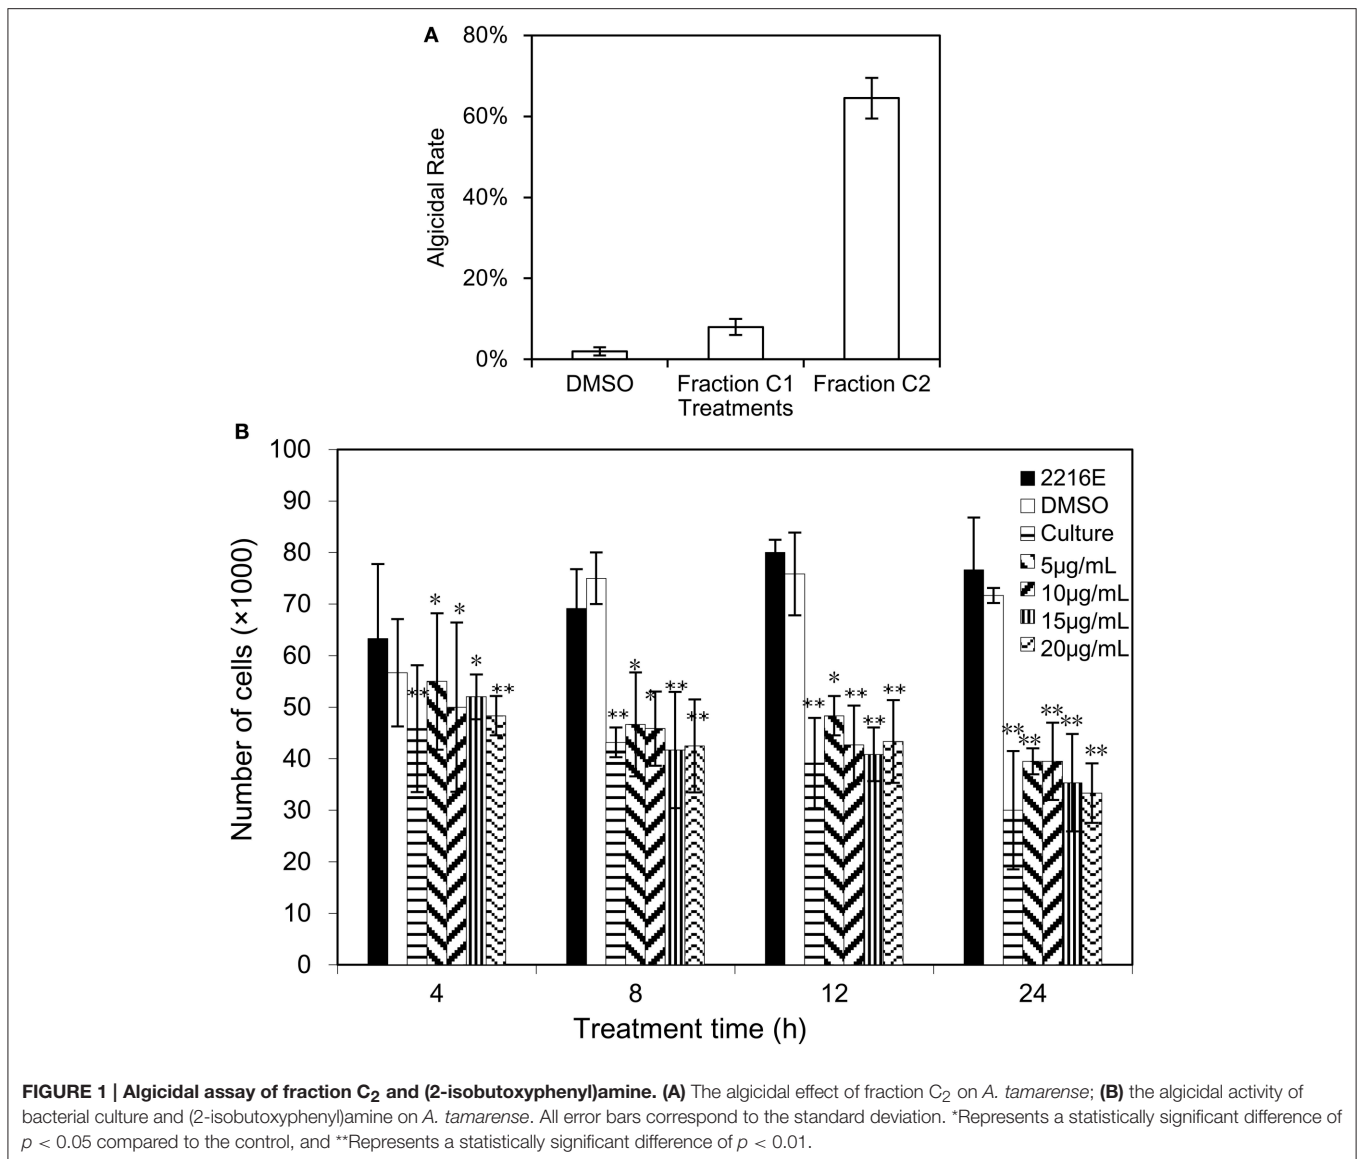 A
80%
60%
40%
20%
0%
Algicidal Rate
DMSO Fraction C1 Fraction C2
Treatments
B
100
90
80
70
60
50
40
30
20
10
0
Number of cells (×1000)
2216E
DMSO
Culture
5µg/mL
10µg/mL
15µg/mL
20µg/mL
** * * * **
** * * ** **
** * ** ** **
** ** ** ** **
4 8 12 24
Treatment time (h)
FIGURE 1 | Algicidal assay of fraction C2 and (2-isobutoxyphenyl)amine. (A) The algicidal effect of fraction C2 on A. tamarense; (B) the algicidal activity of
bacterial culture and (2-isobutoxyphenyl)amine on A. tamarense. All error bars correspond to the standard deviation. *Represents a statistically significant difference of
p < 0.05 compared to the control, and **Represents a statistically significant difference of p < 0.01.